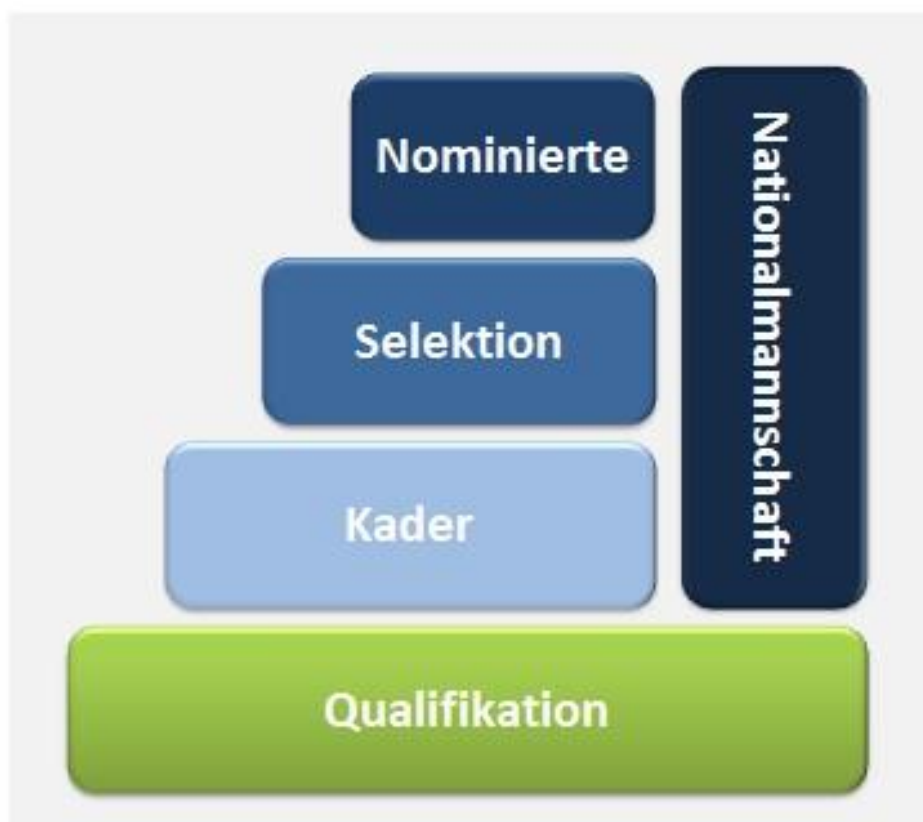 Nominierte
Selektion
Kader
Nationalmannschaft
Qualifikation